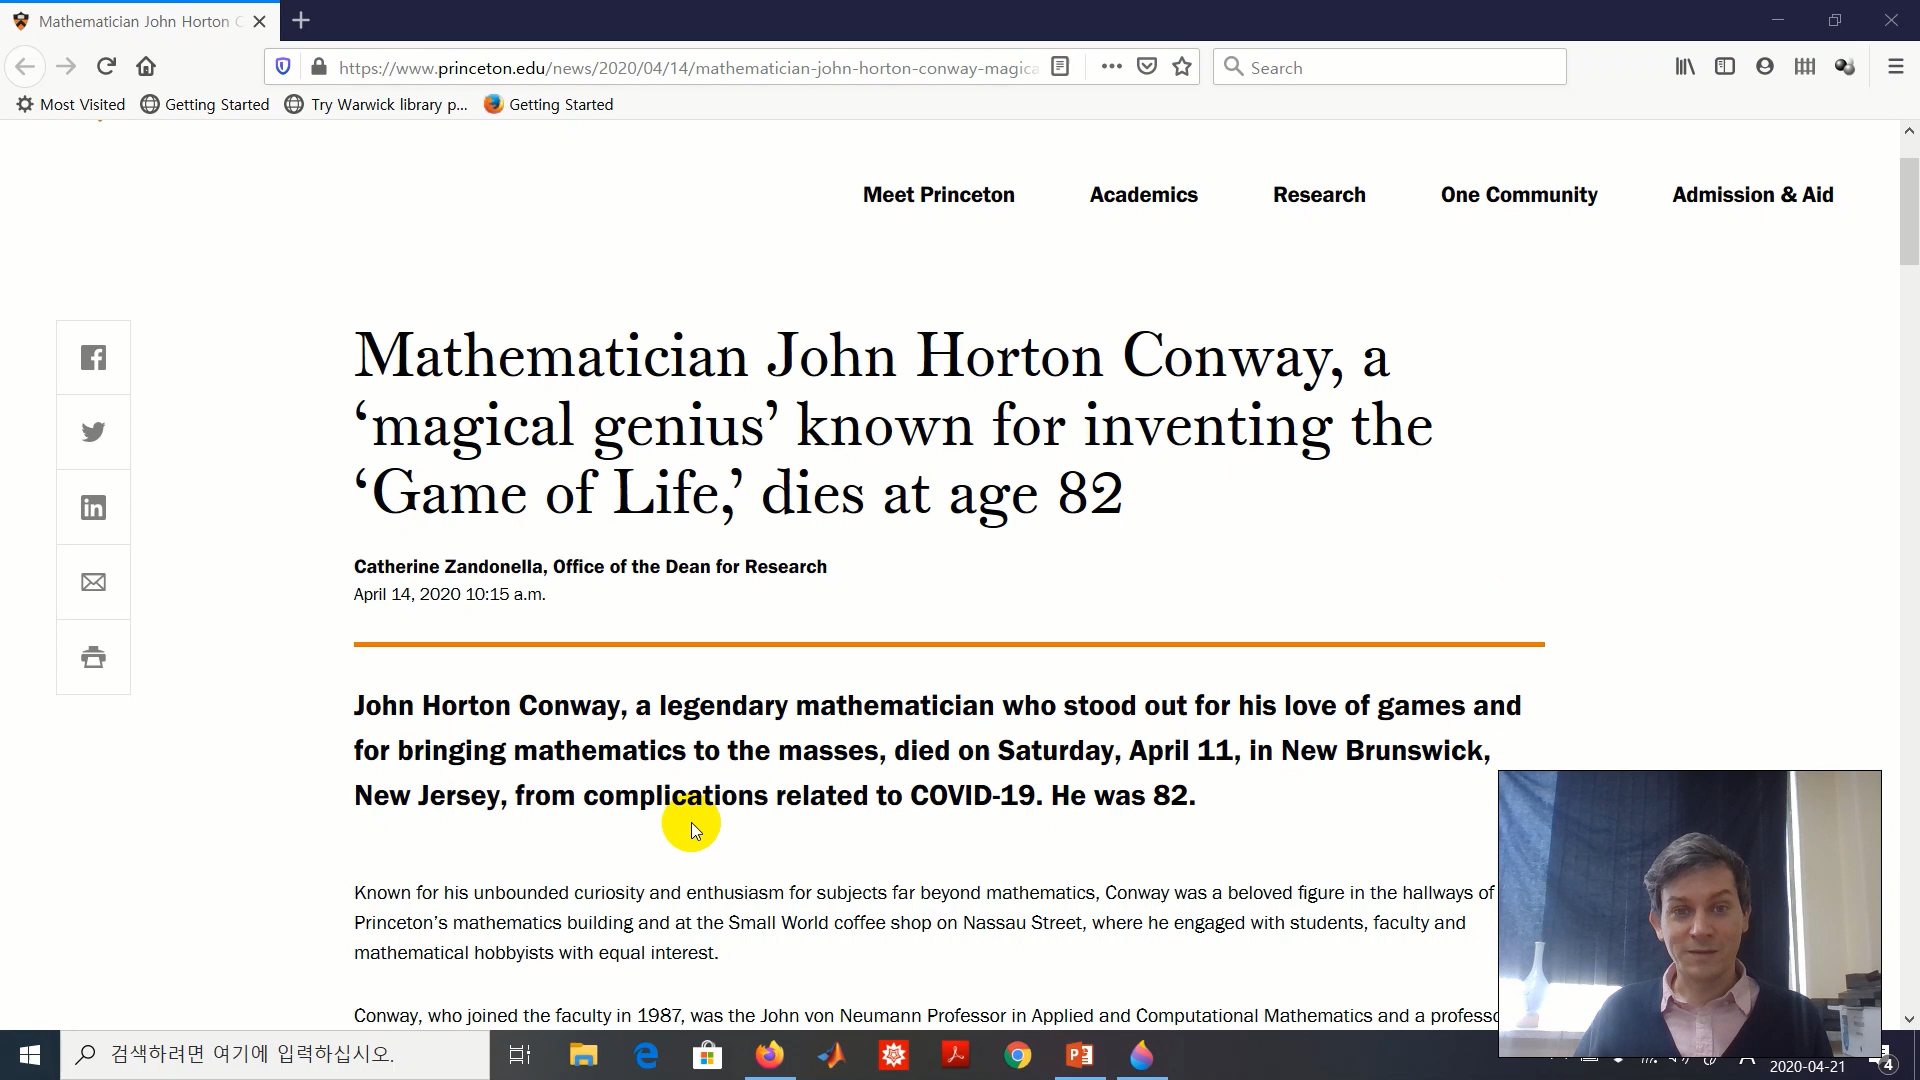 Mathematician John Horton C
https://www.princeton.edu/news/2020/04/14/mathematician-john-horton-conway-magica
Search
Most Visited
Getting Started
Try Warwick library p...
Getting Started
Meet Princeton
Academics
Research
One Community
Admission & Aid
Mathematician John Horton Conway, a
‘magical genius’ known for inventing the
‘Game of Life,’ dies at age 82
Catherine Zandonella, Office of the Dean for Research
April 14, 2020 10:15 a.m.
John Horton Conway, a legendary mathematician who stood out for his love of games and
for bringing mathematics to the masses, died on Saturday, April 11, in New Brunswick,
New Jersey, from complications related to COVID-19. He was 82.
Known for his unbounded curiosity and enthusiasm for subjects far beyond mathematics, Conway was a beloved figure in the hallways of
Princeton’s mathematics building and at the Small World coffee shop on Nassau Street, where he engaged with students, faculty and
mathematical hobbyists with equal interest.
Conway, who joined the faculty in 1987, was the John von Neumann Professor in Applied and Computational Mathematics and a professo
검색하려면 여기에 입력하십시오.
2020-04-21
4